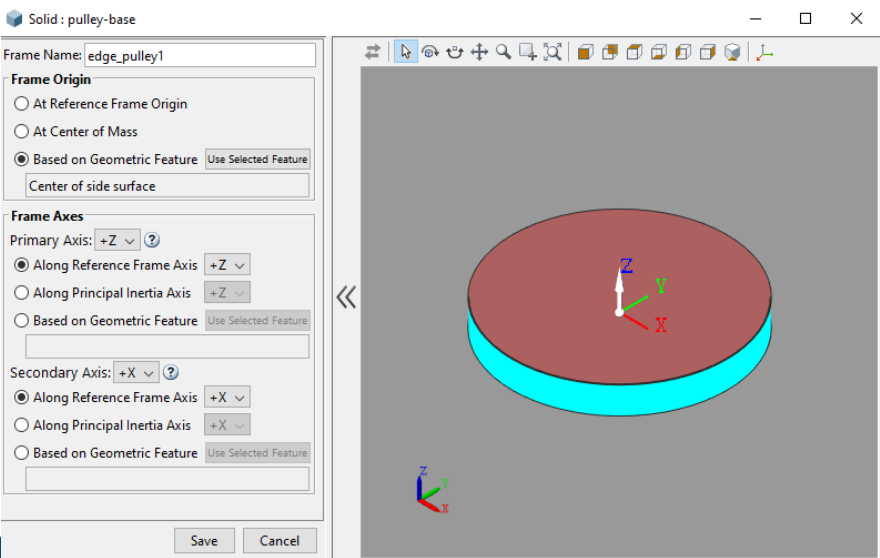 Solid : pulley-base
Frame Name: edge_pulley1
Frame Origin
At Reference Frame Origin
At Center of Mass
Based on Geometric Feature Use Selected Feature
Center of side surface
Frame Axes
Primary Axis: +Z ?
Along Reference Frame Axis +Z
Along Principal Inertia Axis +Z
Based on Geometric Feature Use Selected Feature
Secondary Axis: +X ?
Along Reference Frame Axis +X
Along Principal Inertia Axis +X
Based on Geometric Feature Use Selected Feature
Save Cancel
Z
Y
X
Z
Y
X